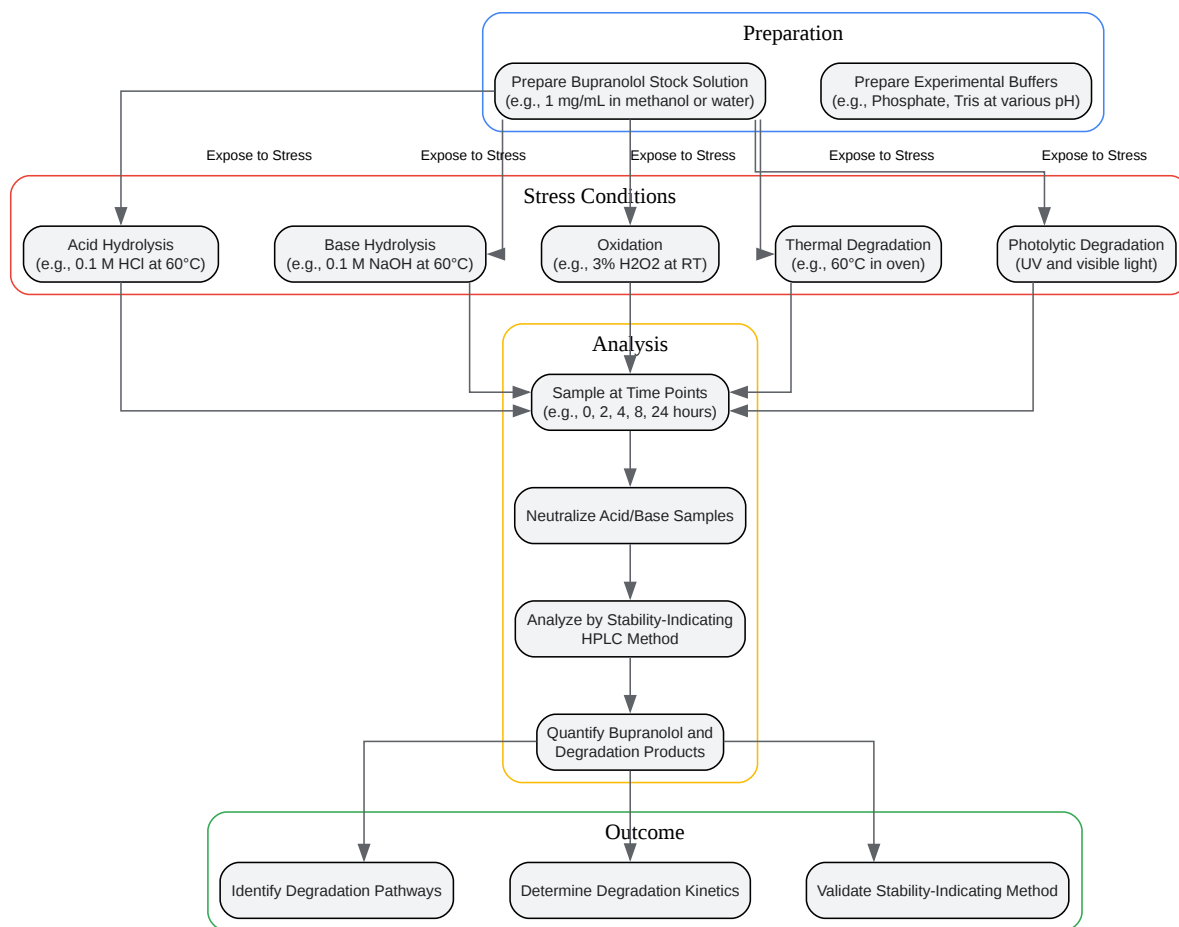 Preparation
Prepare Bupranolol Stock Solution
(e.g., 1 mg/mL in methanol or water)
Prepare Experimental Buffers
(e.g., Phosphate, Tris at various pH)
Expose to Stress
Expose to Stress
Expose to Stress
Expose to Stress
Expose to Stress
Stress Conditions
Acid Hydrolysis
(e.g., 0.1 M HCl at 60°C)
Base Hydrolysis
(e.g., 0.1 M NaOH at 60°C)
Oxidation
(e.g., 3% H2O2 at RT)
Thermal Degradation
(e.g., 60°C in oven)
Photolytic Degradation
(UV and visible light)
Analysis
Sample at Time Points
(e.g., 0, 2, 4, 8, 24 hours)
Neutralize Acid/Base Samples
Analyze by Stability-Indicating
HPLC Method
Quantify Bupranolol and
Degradation Products
Outcome
Identify Degradation Pathways
Determine Degradation Kinetics
Validate Stability-Indicating Method